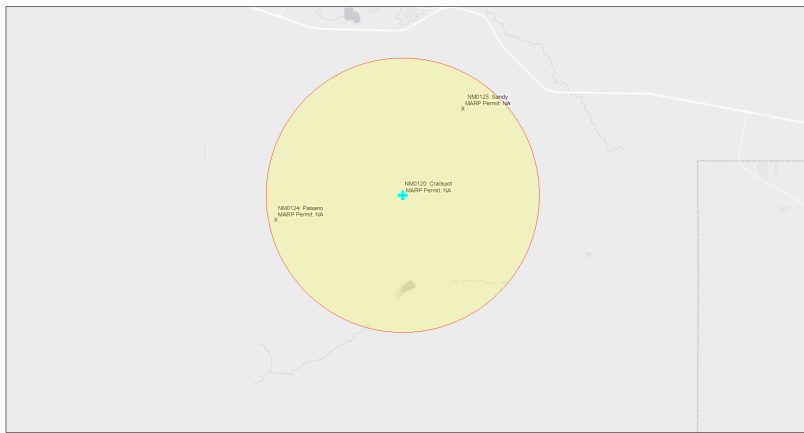 NM0125: Sandy
MARP Permit: NA
X
NM0120: Crackpot
MARP Permit: NA
NM0124: Paisano
MARP Permit: NA
X